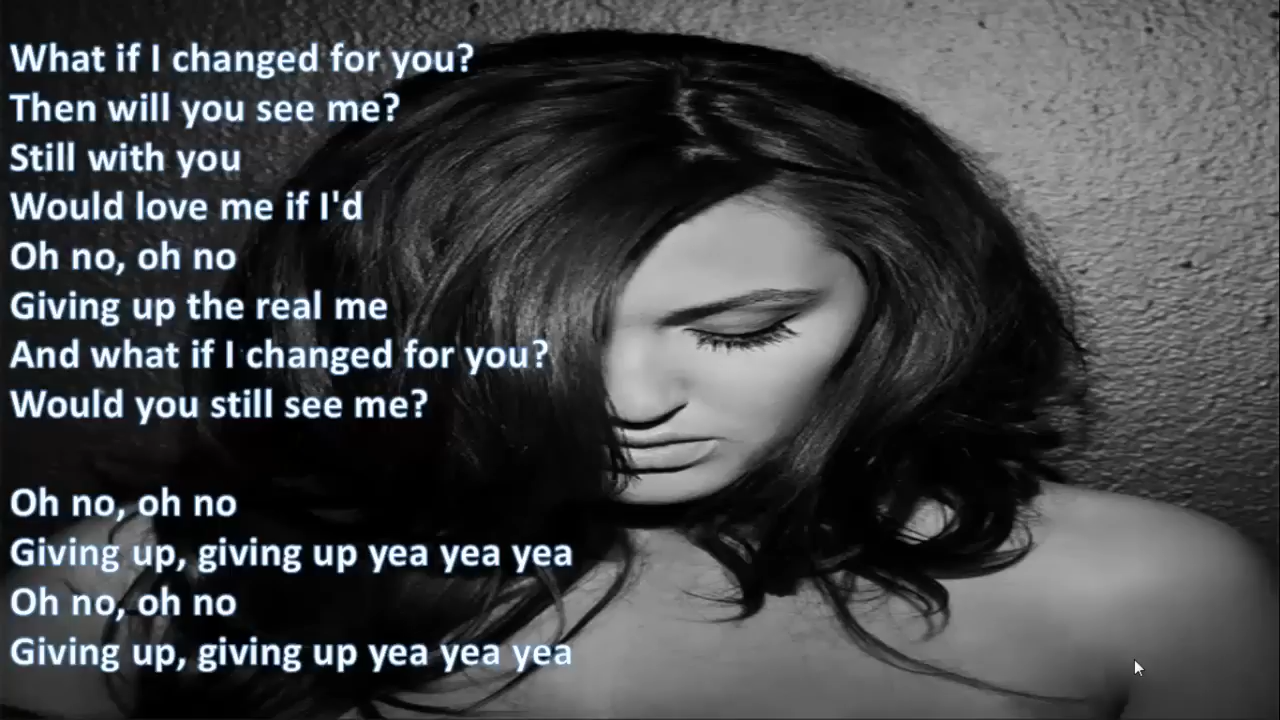 What if I changed for you?
Then will you see me?
Still with you
Would love me if I'd
Oh no, oh no
Giving up the real me
And what if I changed for you?
Would you still see me?
Oh no, oh no
Giving up, giving up yea yea yea
Oh no, oh no
Giving up, giving up yea yea yea